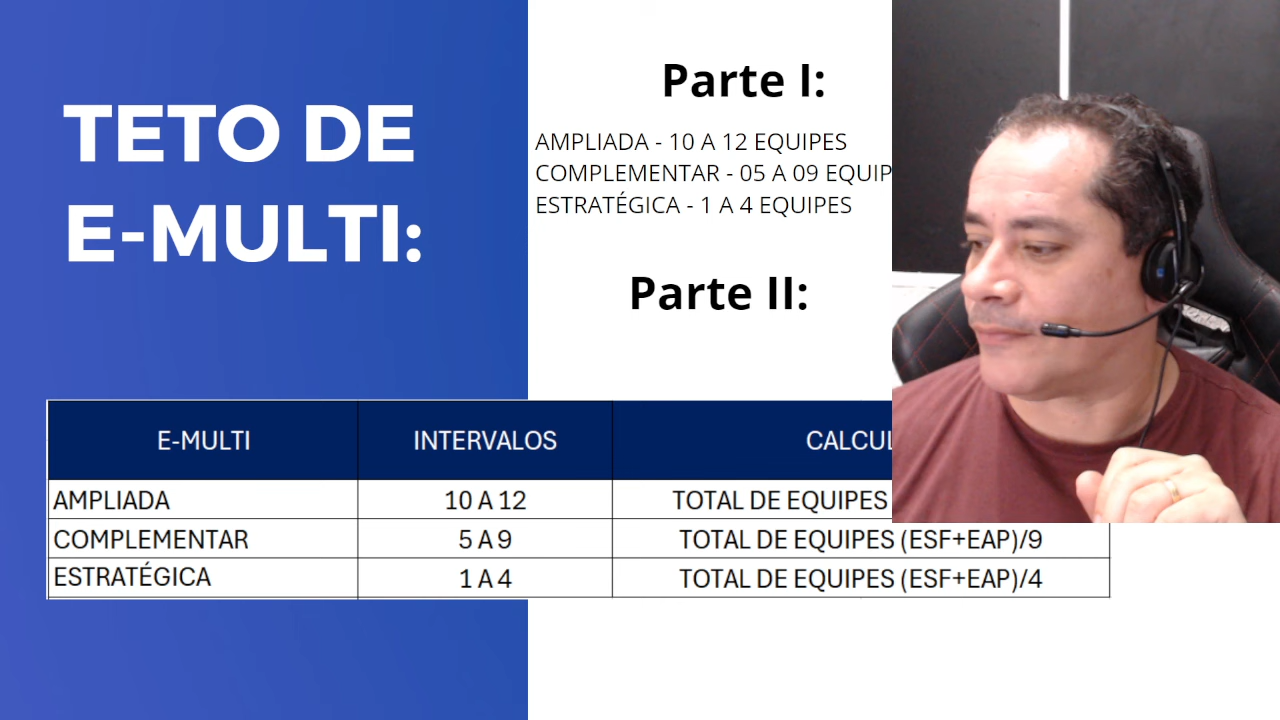 TETO DE
E-MULTI:
Parte I:
AMPLIADA - 10 A 12 EQUIPES
COMPLEMENTAR - 05 A 09
ESTRATÉGICA - 1 A 4 EQUIPES
Parte II:
E-MULTI INTERVALOS
AMPLIADA 10 A 12 TOTAL DE EQUIPES
COMPLEMENTAR 5 A 9 TOTAL DE EQUIPES (ESF+EAP)/9
ESTRATÉGICA 1 A 4 TOTAL DE EQUIPES (ESF+EAP)/4